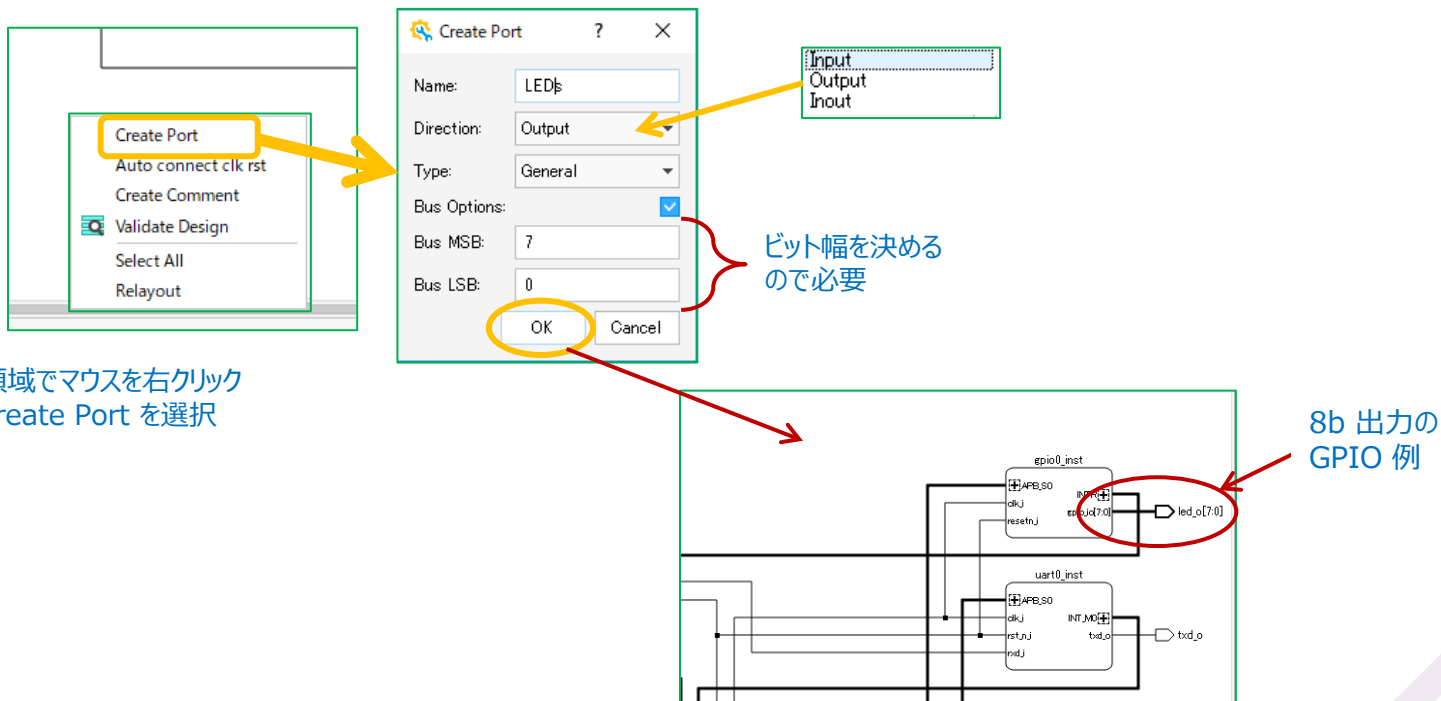 Create Port
Auto connect clk rst
Create Comment
Validate Design
Select All
Relayout
領域でマウスを右クリック
reate Port を選択
Create Port ? ×
Name: LEDs
Direction: Output
Type: General
Bus Options:
Bus MSB: 7
Bus LSB: 0
OK Cancel
Input
Output
Inout
ビット幅を決める
ので必要
8b 出力の
GPIO 例
gpio0_inst
APB_S0
INTR
clk_i
gpio_io[7:0]
resetn_i
led_o[7:0]
uart0_inst
APB_S0
clk_i
INT_M0
rst_n_i
txd_o
rxd_i
txd_o